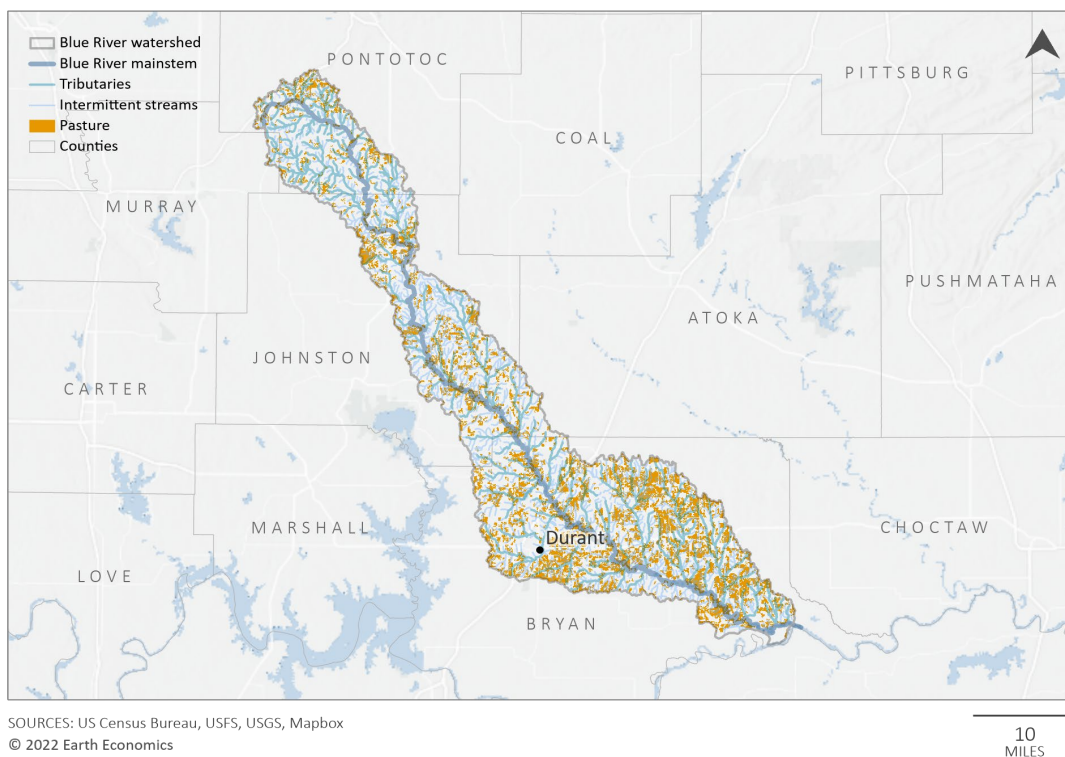 Blue River watershed
Blue River mainstem
Tributaries
Intermittent streams
Pasture
Counties
PONTOTOC
PITTSBURG
COAL
MURRAY
PUSHMATAHA
ATOKA
JOHNSTON
CARTER
MARSHALL
CHOCTAW
Durant
LOVE
BRYAN
SOURCES: US Census Bureau, USFS, USGS, Mapbox
© 2022 Earth Economics
10
MILES